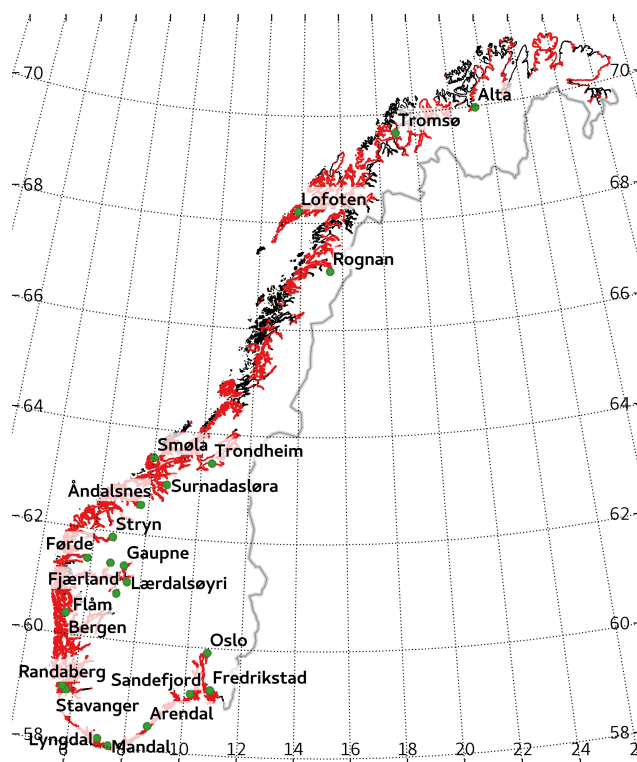 70
70
Alta
Tromsø
68
68
Lofoten
Rognan
66
66
64
64
Smøla
Trondheim
Surnadasløra
Åndalsnes
62
62
Stryn
Førde
Gaupne
Fjærland
Lærdalsøyri
Flåm
60
60
Bergen
Oslo
Randaberg
Sandefjord
Fredrikstad
Stavanger
Arendal
58
58
Lyngdal
Mandal
10
12
14
16
18
20
22
24
2